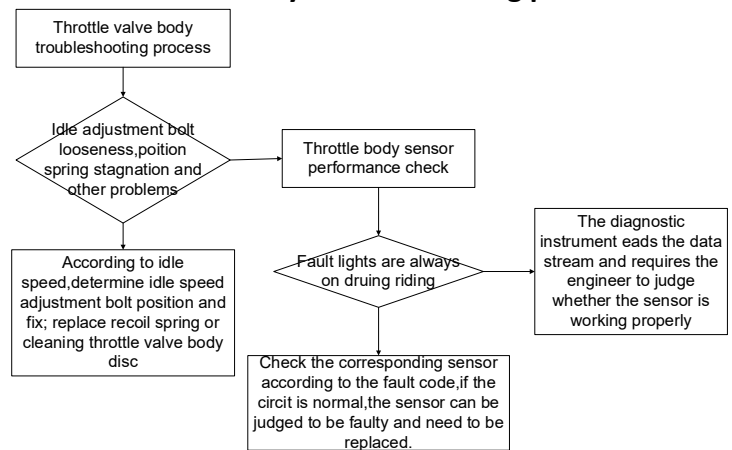 Throttle valve body
troubleshooting process
Idle adjustment bolt
looseness,poition
spring stagnation and
other problems
Throttle body sensor
performance check
According to idle
speed,determine idle speed
adjustment bolt position and
fix; replace recoil spring or
cleaning throttle valve body
disc
Fault lights are always
on druing riding
The diagnostic
instrument eads the data
stream and requires the
engineer to judge
whether the sensor is
working properly
Check the corresponding sensor
according to the fault code,if the
circit is normal,the sensor can be
judged to be faulty and need to be
replaced.